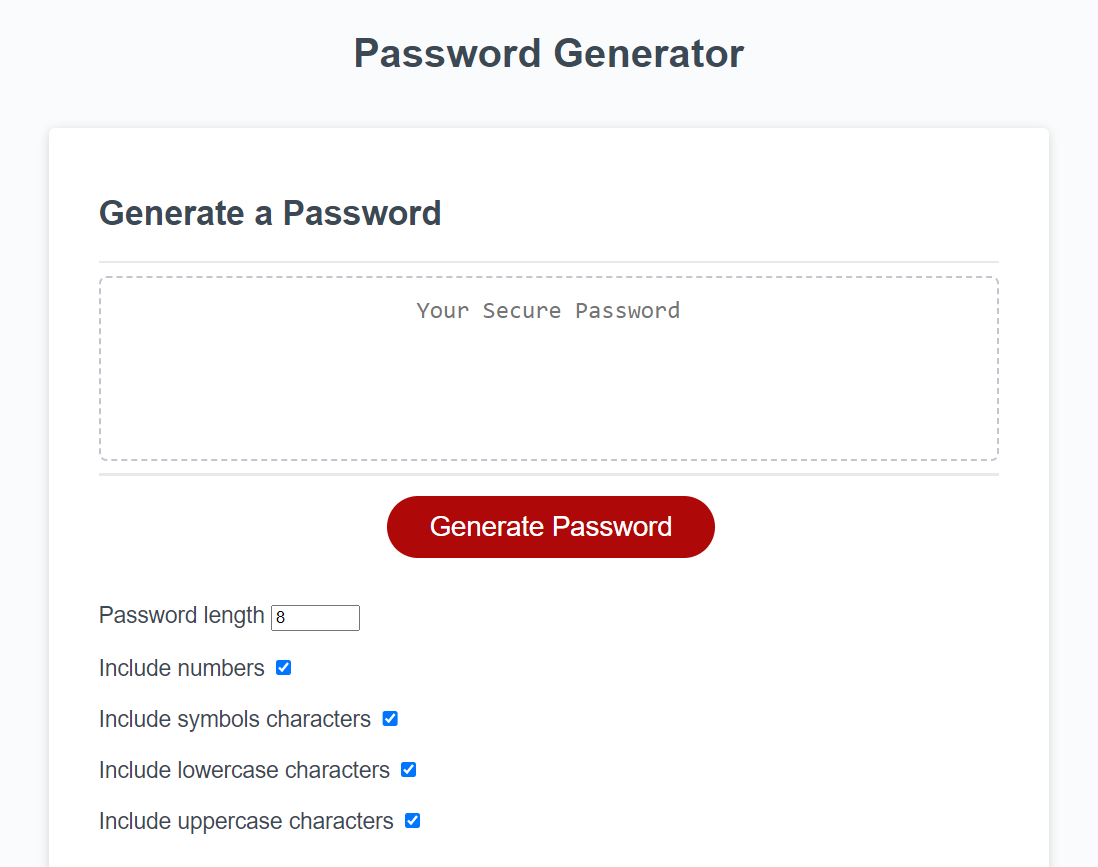 Password Generator
Generate a Password
Your Secure Password
Generate Password
Password length 8
Include numbers
Include symbols characters
Include lowercase characters
Include uppercase characters